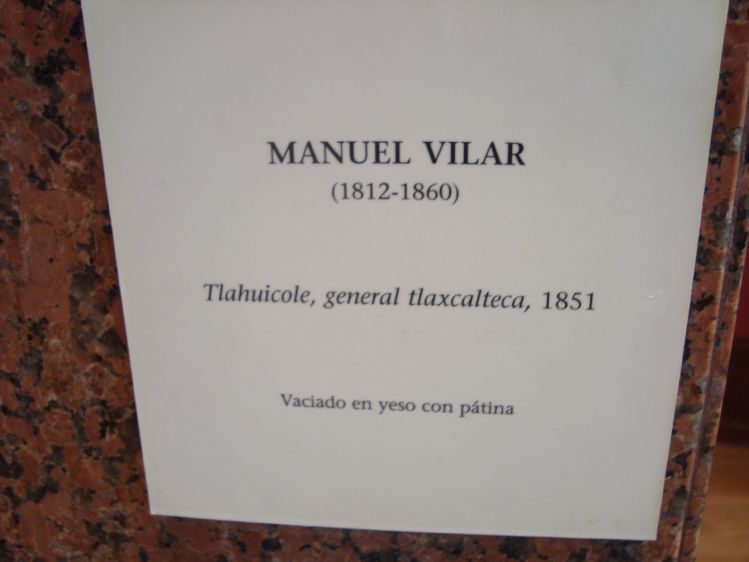 MANUEL VILAR
(1812-1860)
Tlahuicole, general tlaxcalteca, 1851
Vaciado en yeso con pátina